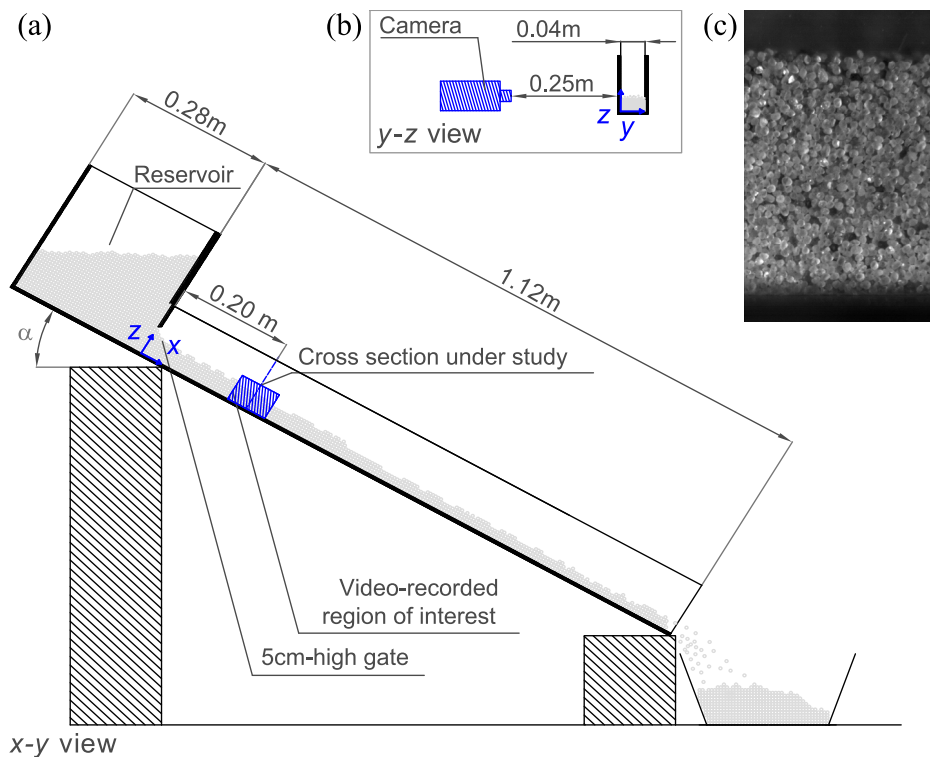 (a)
(b)
(c)
Camera
0.04m
0.25m
z
y
y-z view
0.28m
Reservoir
1.12m
0.20 m
α
z
x
Cross section under study
Video-recorded
region of interest
5cm-high gate
x-y view